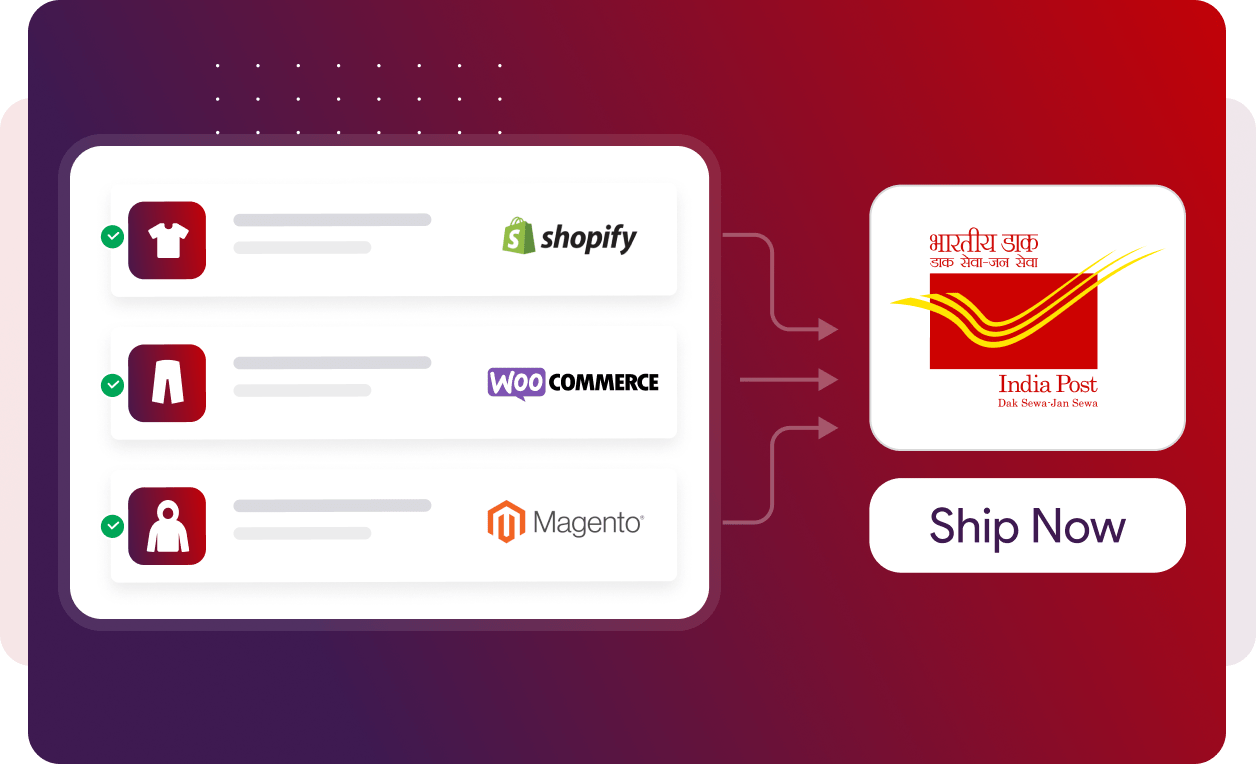 shopify
WOO COMMERCE
Magento®
भारतीय डाक
डाक सेवा-जन सेवा
India Post
Dak Sewa-Jan Sewa
Ship Now